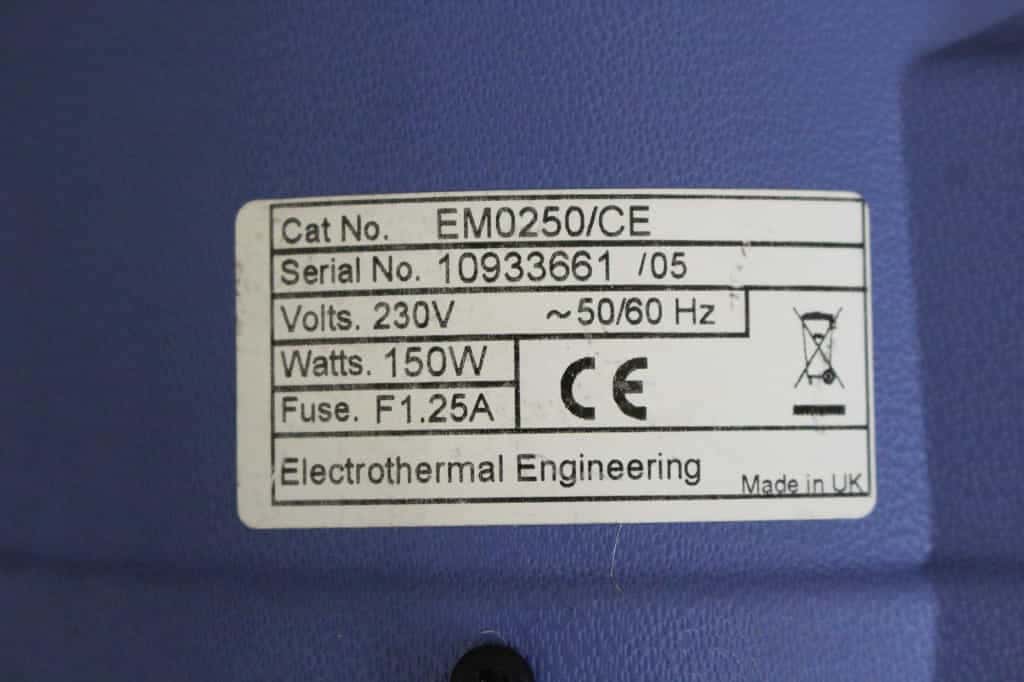 Cat No. EM0250/CE
Serial No. 10933661 /05
Volts. 230V ~50/60 Hz
Watts. 150W
CE
Fuse. F1.25A
Electrothermal Engineering
Made in UK